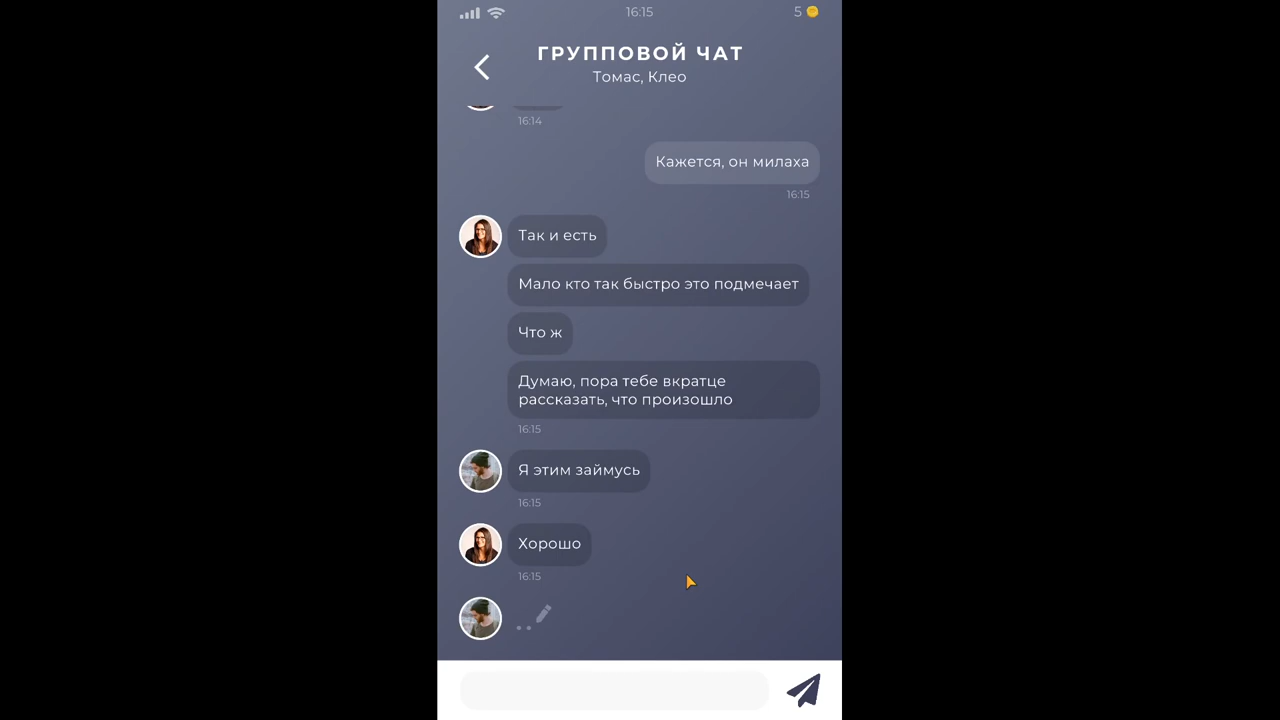 16:15
5
ГРУППОВОЙ ЧАТ
Томас, Клео
16:14
Кажется, он милаха
16:15
Так и есть
Мало кто так быстро это подмечает
Что ж
Думаю, пора тебе вкратце
рассказать, что произошло
16:15
Я этим займусь
16:15
Хорошо
16:15